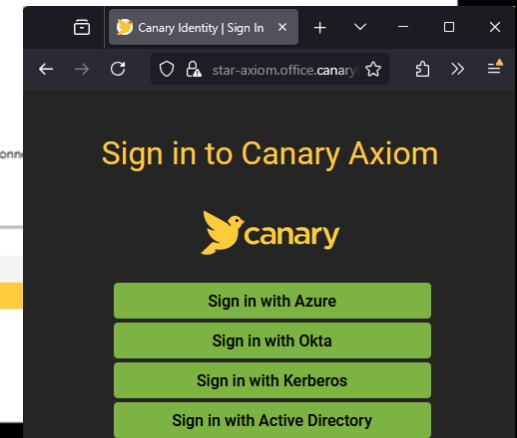 Canary Identity | Sign In
star-axiom.office.canary
onne
Sign in to Canary Axiom
canary
Sign in with Azure
Sign in with Okta
Sign in with Kerberos
Sign in with Active Directory